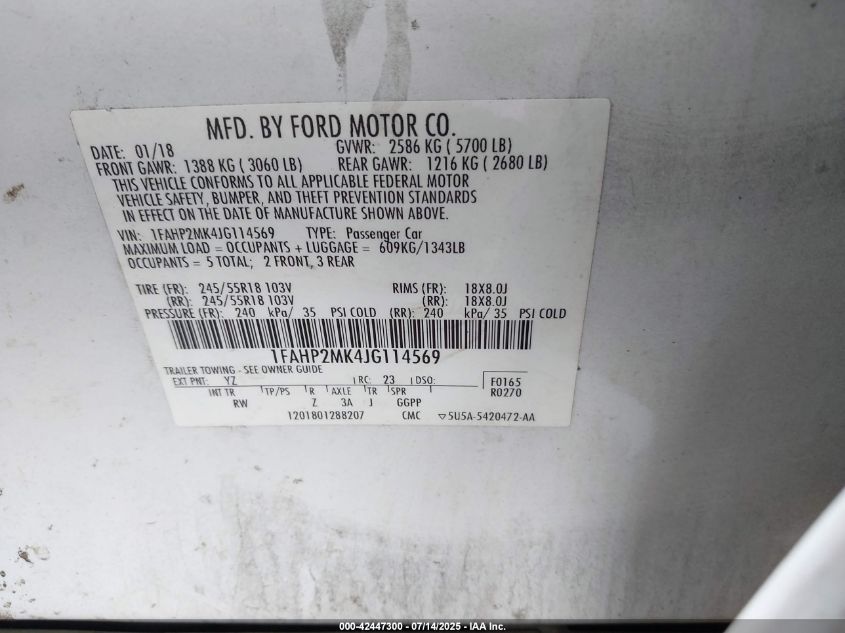 MFD. BY FORD MOTOR CO.
DATE: 01/18 GVWR: 2586 KG ( 5700 LB)
FRONT GAWR: 1388 KG ( 3060 LB) REAR GAWR: 1216 KG ( 2680 LB)
THIS VEHICLE CONFORMS TO ALL APPLICABLE FEDERAL MOTOR
VEHICLE SAFETY, BUMPER, AND THEFT PREVENTION STANDARDS
IN EFFECT ON THE DATE OF MANUFACTURE SHOWN ABOVE.
VIN: 1FAHP2MK4JG114569 TYPE: Passenger Car
MAXIMUM LOAD = OCCUPANTS + LUGGAGE = 609KG/1343LB
OCCUPANTS = 5 TOTAL; 2 FRONT, 3 REAR
TIRE (FR): 245/55R18 103V RIMS (FR): 18X8.0J
(RR): 245/55R18 103V (RR): 18X8.0J
PRESSURE (FR): 240 kPa/ 35 PSI COLD (RR): 240 kPa/ 35 PSI COLD
1FAHP2MK4JG114569
TRAILER TOWING - SEE OWNER GUIDE
EXT PNT: YZ RC: 23 DSO: F0165
INT TR TP/PS R AXLE TR SPR R0270
RW Z 3A J GGPP
1201801288207 CMC ▽5U5A-5420472-AA
000-42447300 - 07/14/2025 - IAA Inc.